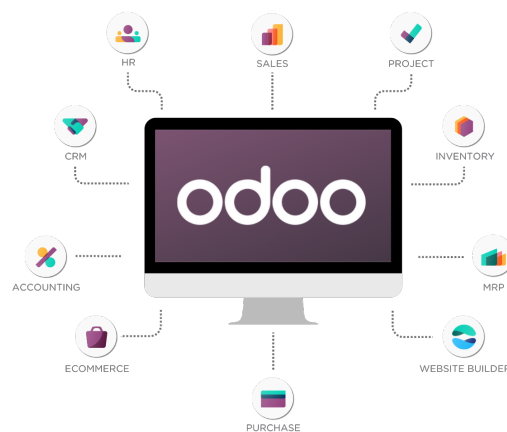 HR
SALES
PROJECT
CRM
INVENTORY
odoo
ACCOUNTING
MRP
ECOMMERCE
WEBSITE BUILDER
PURCHASE